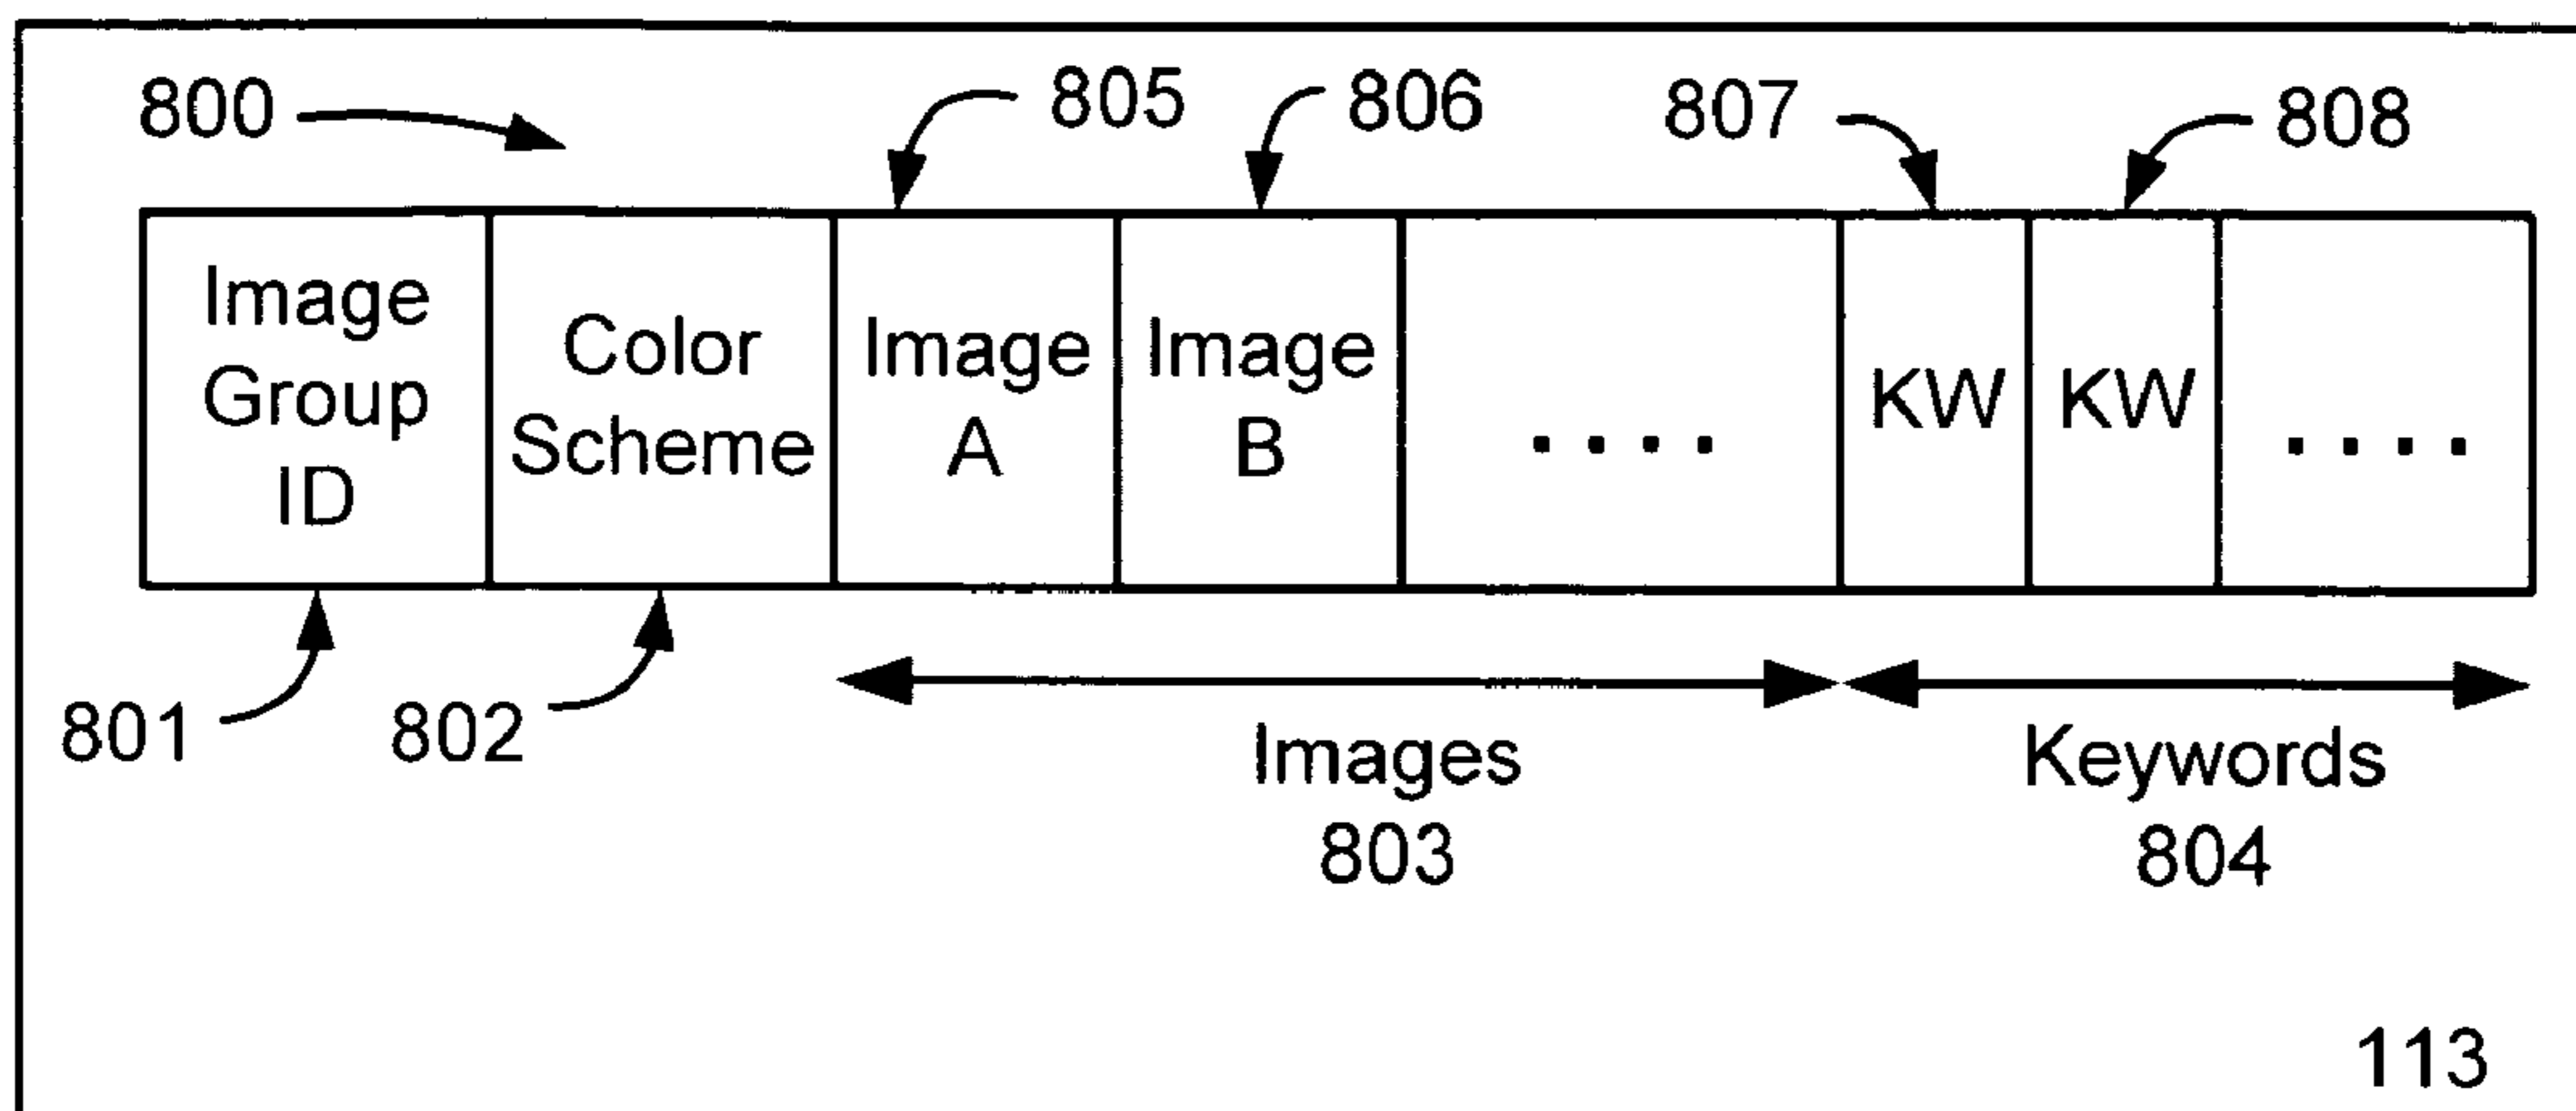 800
805
806
807
808
Image
Group
ID
Color
Scheme
Image
A
Image
B
....
KW
KW
....
801
802
Images
803
Keywords
804
113